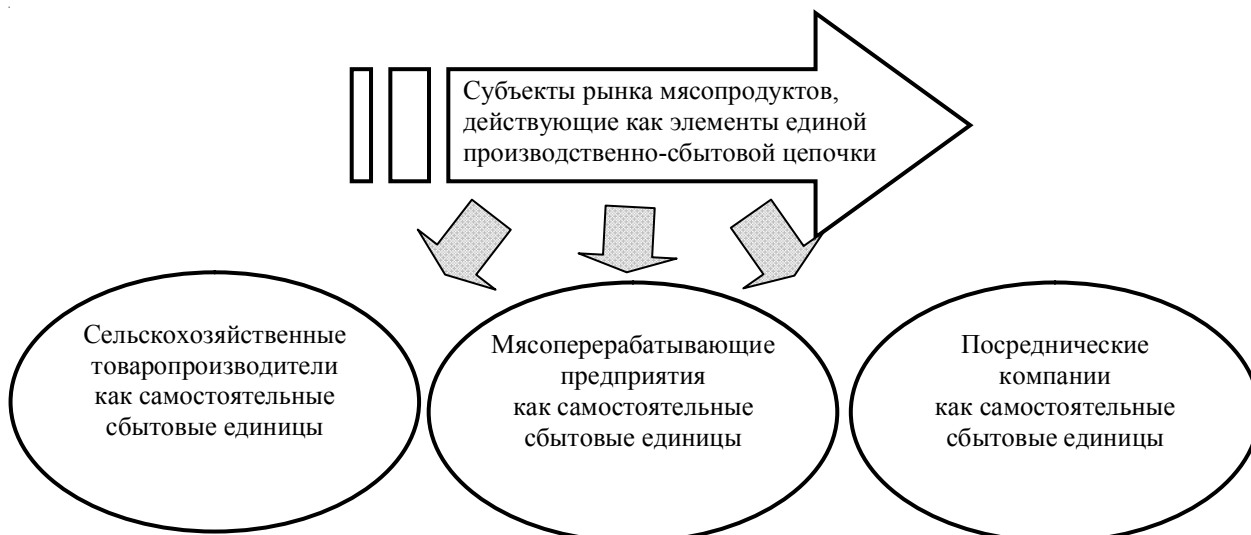 Субъекты рынка мясопродуктов,
действующие как элементы единой
производственно-сбытовой цепочки
Сельскохозяйственные
товаропроизводители
как самостоятельные
сбытовые единицы
Мясоперерабатывающие
предприятия
как самостоятельные
сбытовые единицы
Посреднические
компании
как самостоятельные
сбытовые единицы